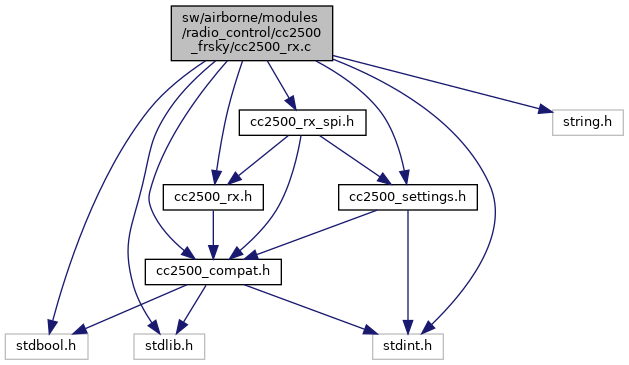 sw/airborne/modules
/radio_control/cc2500
_frsky/cc2500_rx.c
cc2500_rx_spi.h
string.h
cc2500_rx.h
cc2500_settings.h
cc2500_compat.h
stdbool.h
stdlib.h
stdint.h